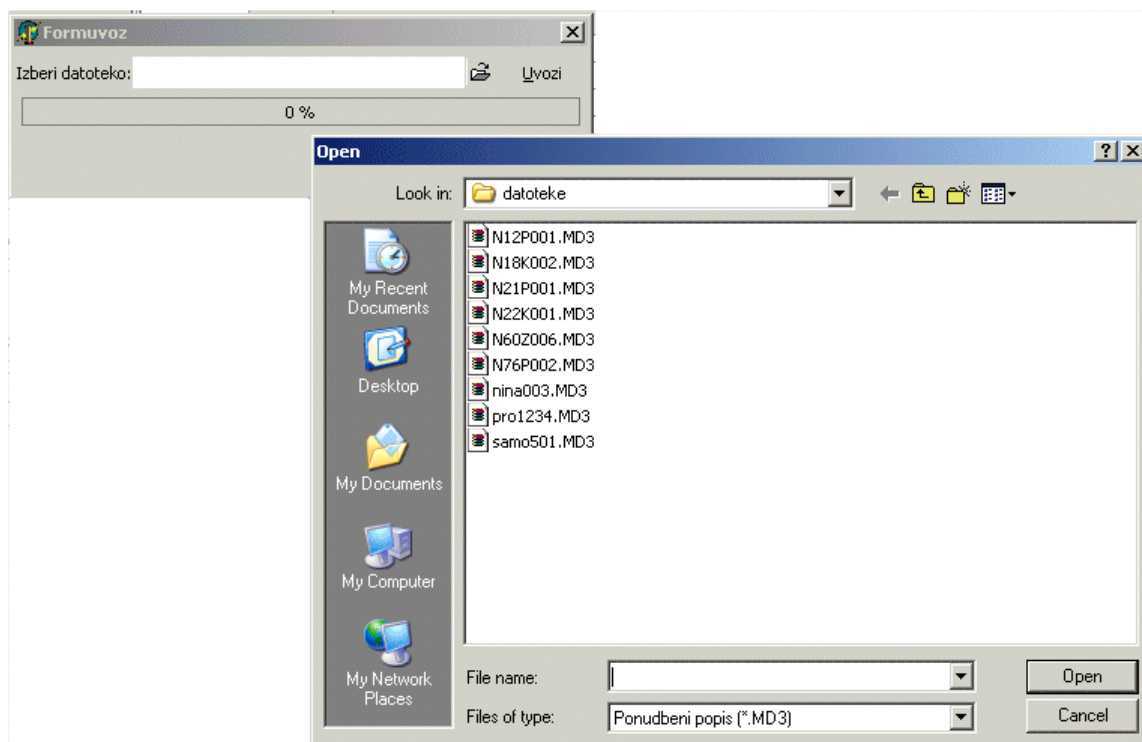 Formuvoz
Izberi datoteko:
Uvozi
0 %
Open
Look in:
datoteke
My Recent
Documents
Desktop
My Documents
My Computer
My Network
Places
N12P001.MD3
N18K002.MD3
N21P001.MD3
N22K001.MD3
N60Z006.MD3
N76P002.MD3
nina003.MD3
pro1234.MD3
samo501.MD3
File name:
Open
Files of type:
Ponudbeni popis (*.MD3)
Cancel